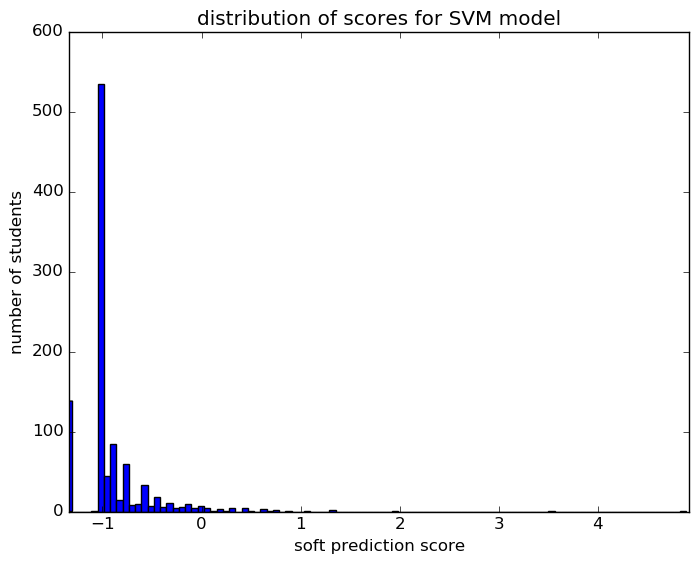 distribution of scores for SVM model
600
500
400
300
200
100
0
number of students
−1 0 1 2 3 4
soft prediction score